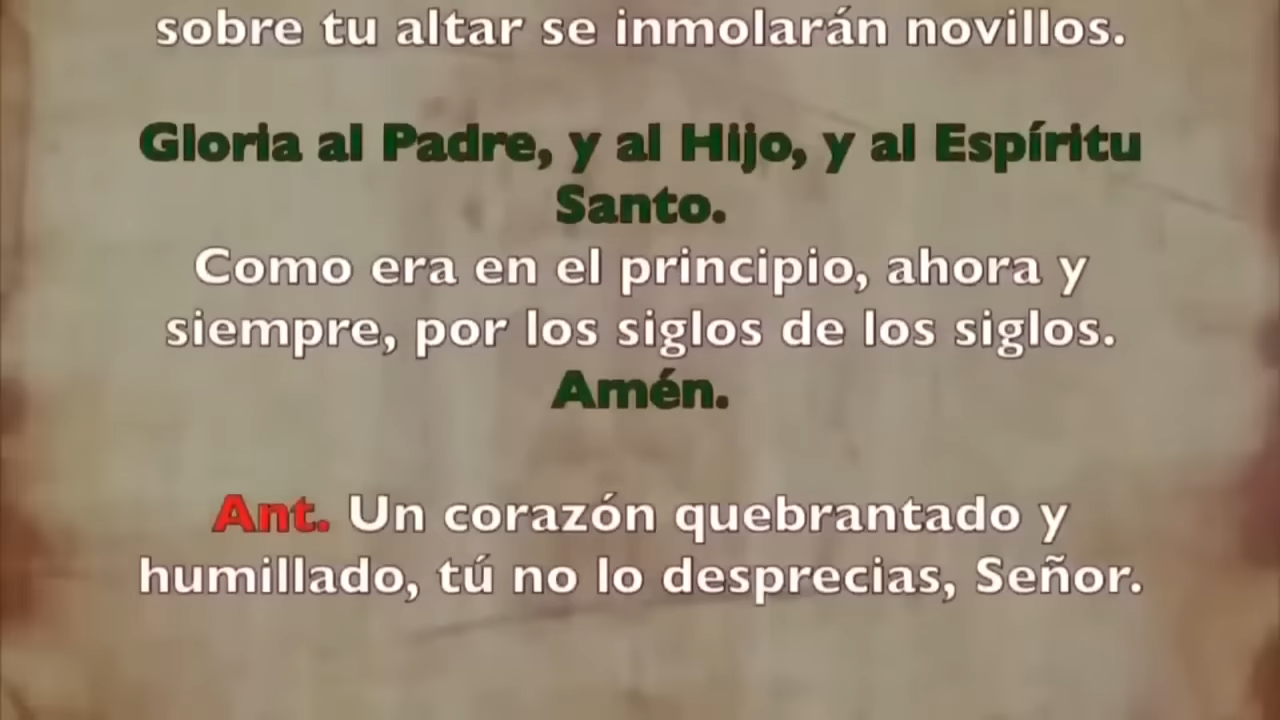 sobre tu altar se inmolarán novillos.
Gloria al Padre, y al Hijo, y al Espíritu
Santo.
Como era en el principio, ahora y
siempre, por los siglos de los siglos.
Amén.
Ant. Un corazón quebrantado y
humillado, tú no lo desprecias, Señor.